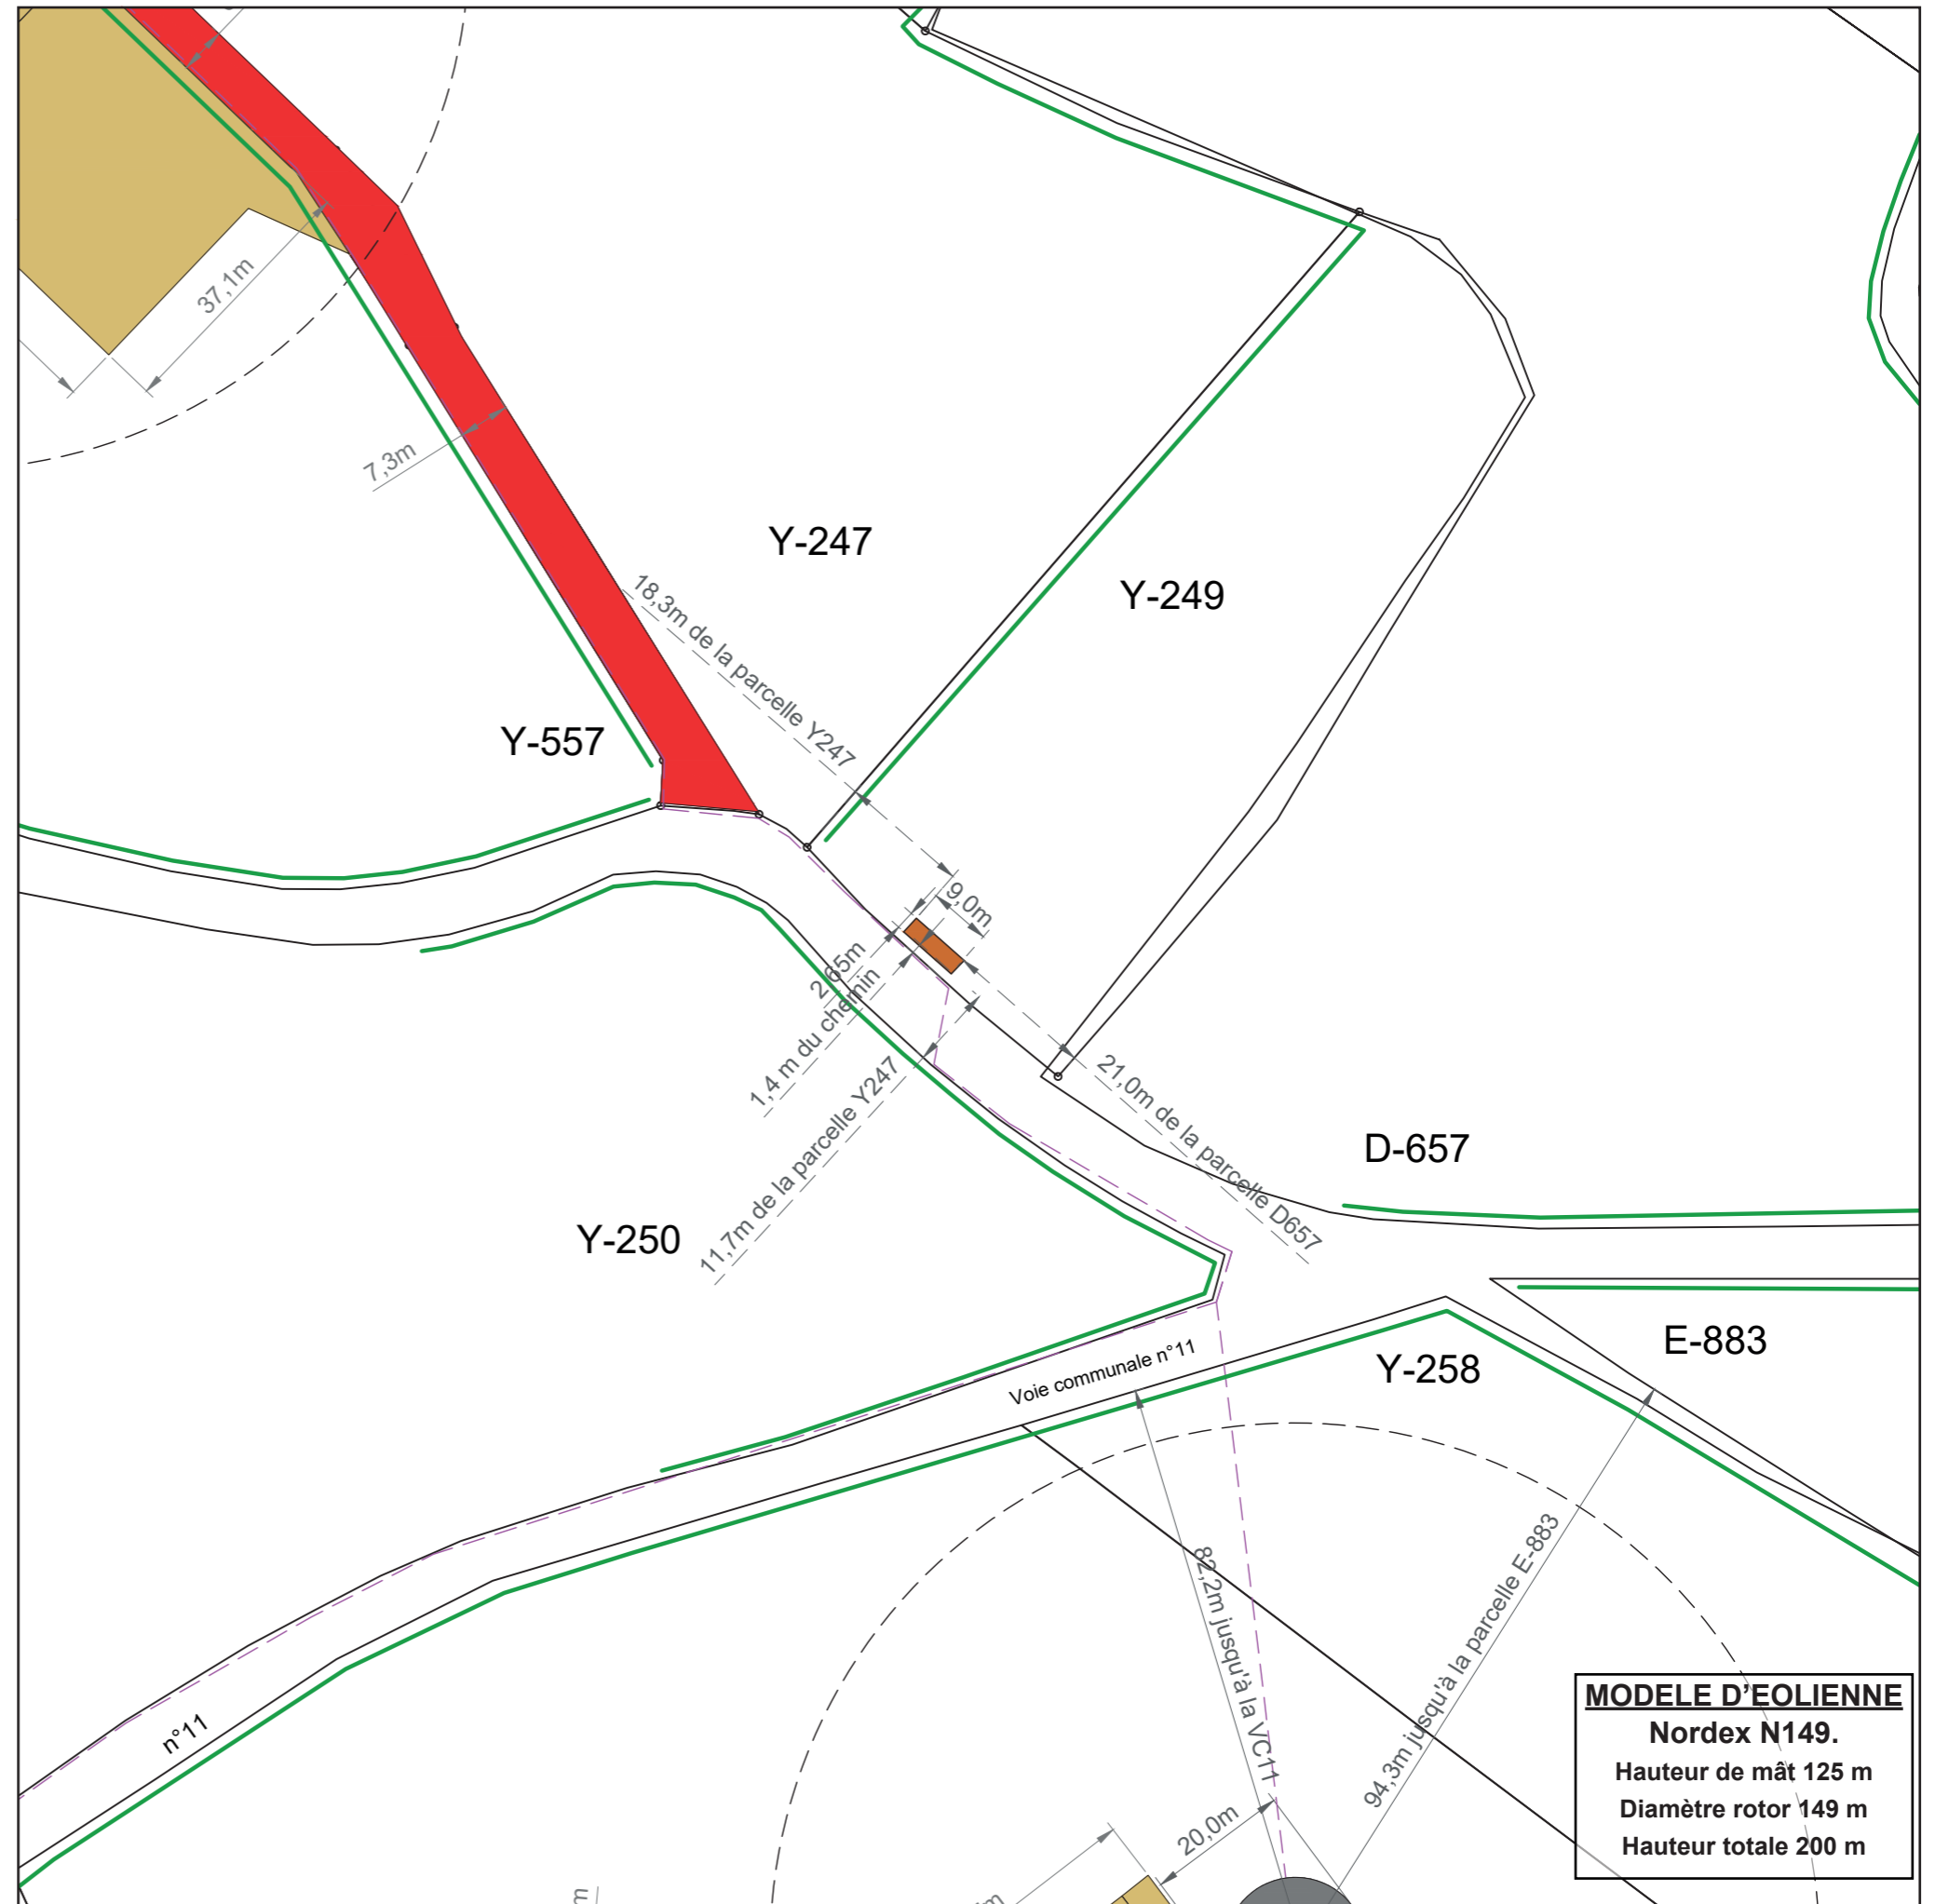 37,1m
7,3m
Y-247
Y-249
18,3m de la parcelle Y247
Y-557
9,0m
2,65m
1,4 m du chemin
11,7m de la parcelle Y247
21,0m de la parcelle D657
D-657
Y-250
E-883
Voie communale n°11
Y-258
82,2m jusqu'à la VC11
94,3m jusqu'à la parcelle E-883
n°11
MODELE D'EOLIENNE
Nordex N149.
Hauteur de mât 125 m
Diamètre rotor 149 m
Hauteur totale 200 m
20,0m